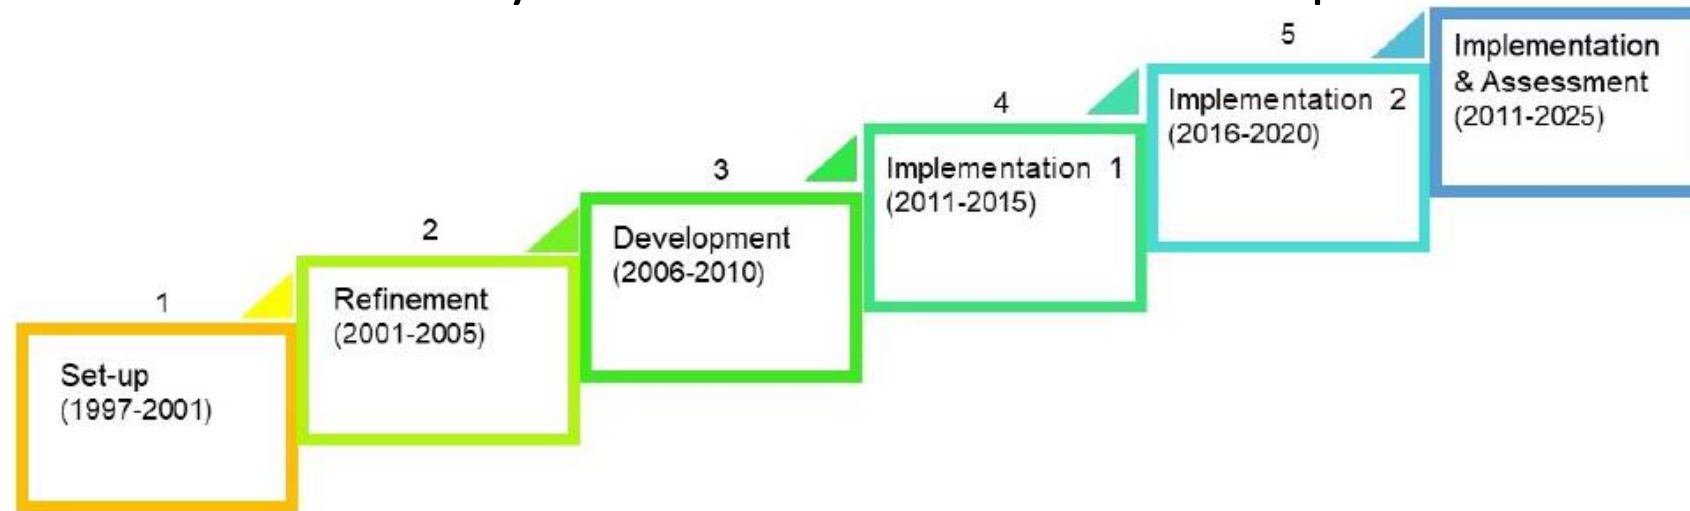 1
Set-up
(1997-2001)
2
Refinement
(2001-2005)
3
Development
(2006-2010)
4
Implementation 1
(2011-2015)
5
Implementation 2
(2016-2020)
Implementation
& Assessment
(2011-2025)